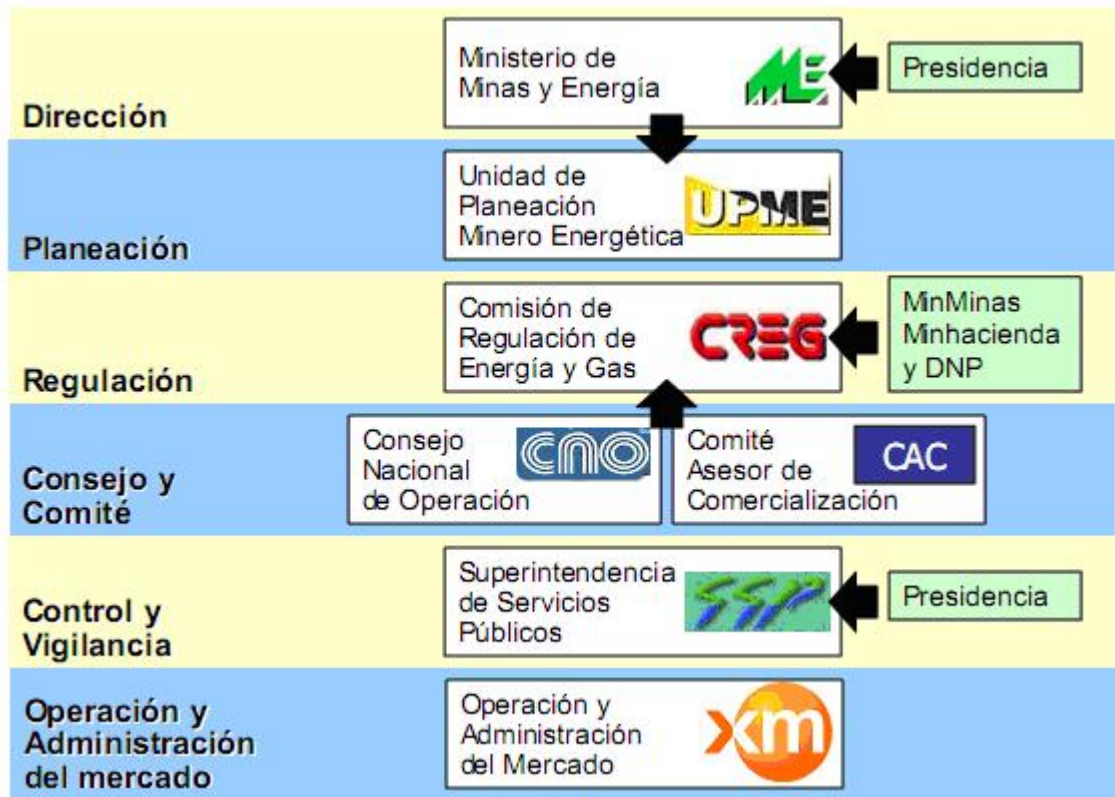 Dirección
Ministerio de
Minas y Energía
ME
Presidencia
Planeación
Unidad de
Planeación
Minero Energética
UPME
Regulación
Comisión de
Regulación de
Energía y Gas
CREG
MinMinas
Minhacienda
y DNP
Consejo y
Comité
Consejo
Nacional
de Operación
cno
Comité
Asesor de
Comercialización
CAC
Control y
Vigilancia
Superintendencia
de Servicios
Públicos
SSP
Presidencia
Operación y
Administración
del mercado
Operación y
Administración
del Mercado
xm